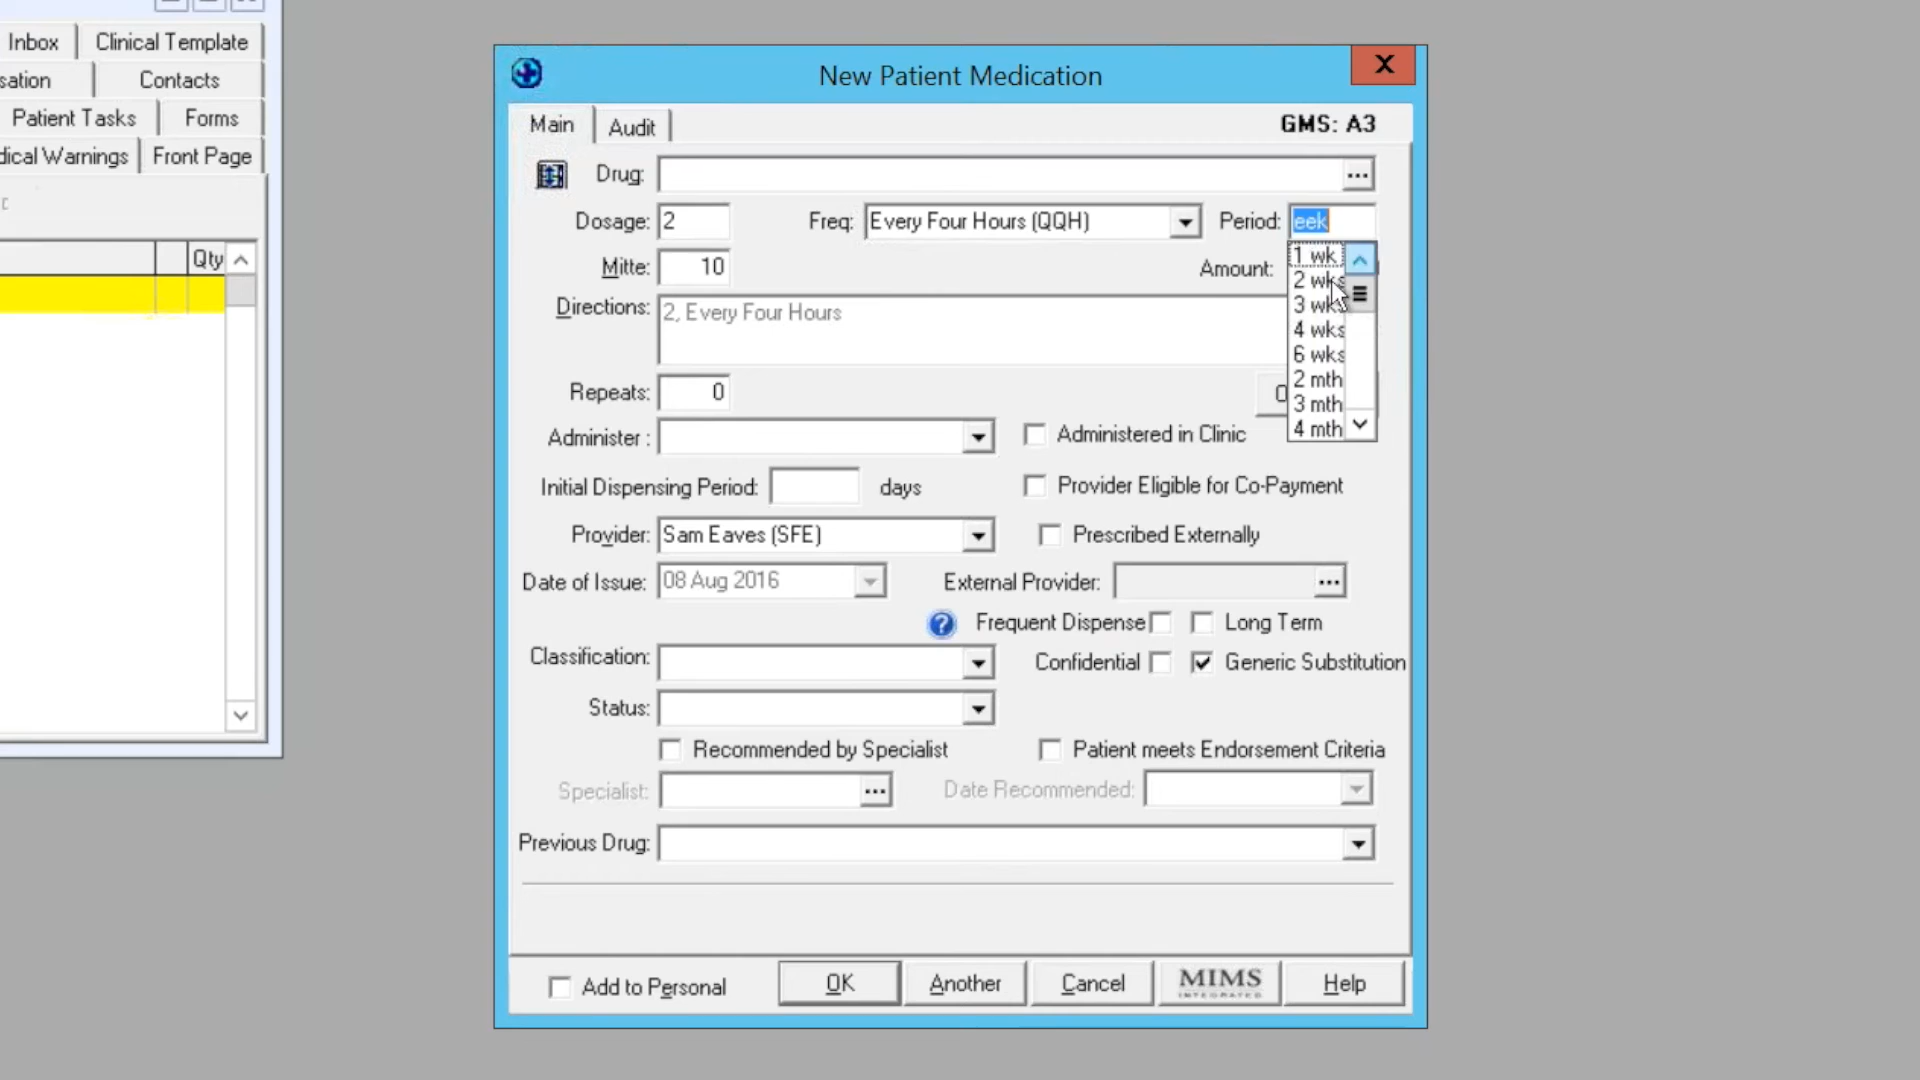 Inbox
Clinical Template
sation
Contacts
Patient Tasks
Forms
dical Warnings
Front Page
Qty
New Patient Medication
X
Main
Audit
GMS: A3
Drug:
...
Dosage: 2
Freq: Every Four Hours (QQH)
Period: eek
Mitte: 10
Amount:
1 wk
2 wks
3 wks
4 wks
6 wks
2 mth
3 mth
4 mth
Directions: 2, Every Four Hours
Repeats: 0
Administer :
Administered in Clinic
Initial Dispensing Period:
days
Provider Eligible for Co-Payment
Provider: Sam Eaves (SFE)
Prescribed Externally
Date of Issue: 08 Aug 2016
External Provider:
...
? Frequent Dispense
Long Term
Classification:
Confidential
Generic Substitution
Status:
Recommended by Specialist
Patient meets Endorsement Criteria
Specialist:
...
Date Recommended:
Previous Drug:
Add to Personal
OK
Another
Cancel
MIMS
INTEGRATED
Help